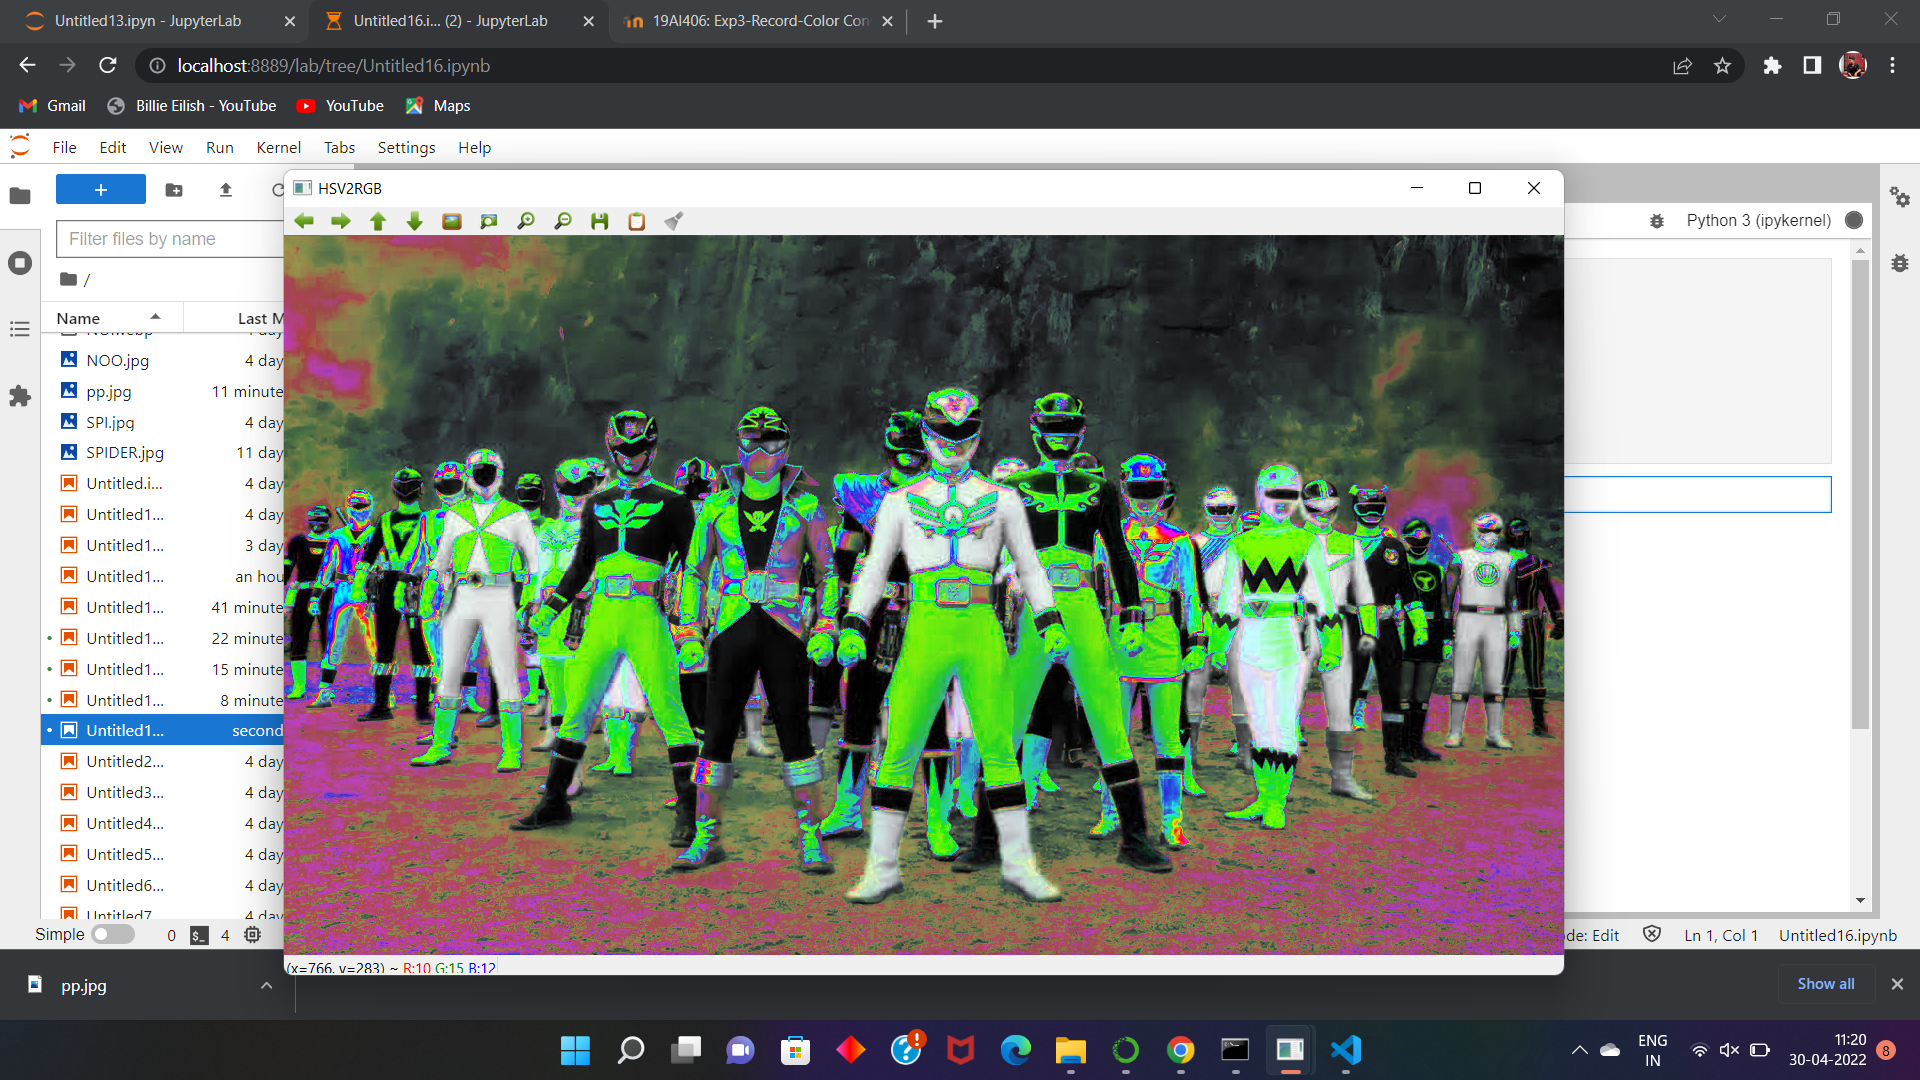 Untitled13.ipyn - JupyterLab
Untitled16.i... (2) - JupyterLab
19AI406: Exp3-Record-Color Con
localhost:8889/lab/tree/Untitled16.ipynb
Gmail
Billie Eilish - YouTube
YouTube
Maps
File Edit View Run Kernel Tabs Settings Help
HSV2RGB
Python 3 (ipykernel)
Filter files by name
/
Name Last M
NO.webp 4 day
NOO.jpg 4 day
pp.jpg 11 minute
SPI.jpg 4 day
SPIDER.jpg 11 day
Untitled.i... 4 day
Untitled1... 4 day
Untitled1... 3 day
Untitled1... an hou
Untitled1... 41 minute
Untitled1... 22 minute
Untitled1... 15 minute
Untitled1... 8 minute
Untitled1... second
Untitled2... 4 day
Untitled3... 4 day
Untitled4... 4 day
Untitled5... 4 day
Untitled6... 4 day
Untitled7 4 day
Simple 0 $_ 4
de: Edit Ln 1, Col 1 Untitled16.ipynb
(x=766, y=283) ~ R:10 G:15 B:12
pp.jpg
Show all
ENG
IN
11:20
30-04-2022
8